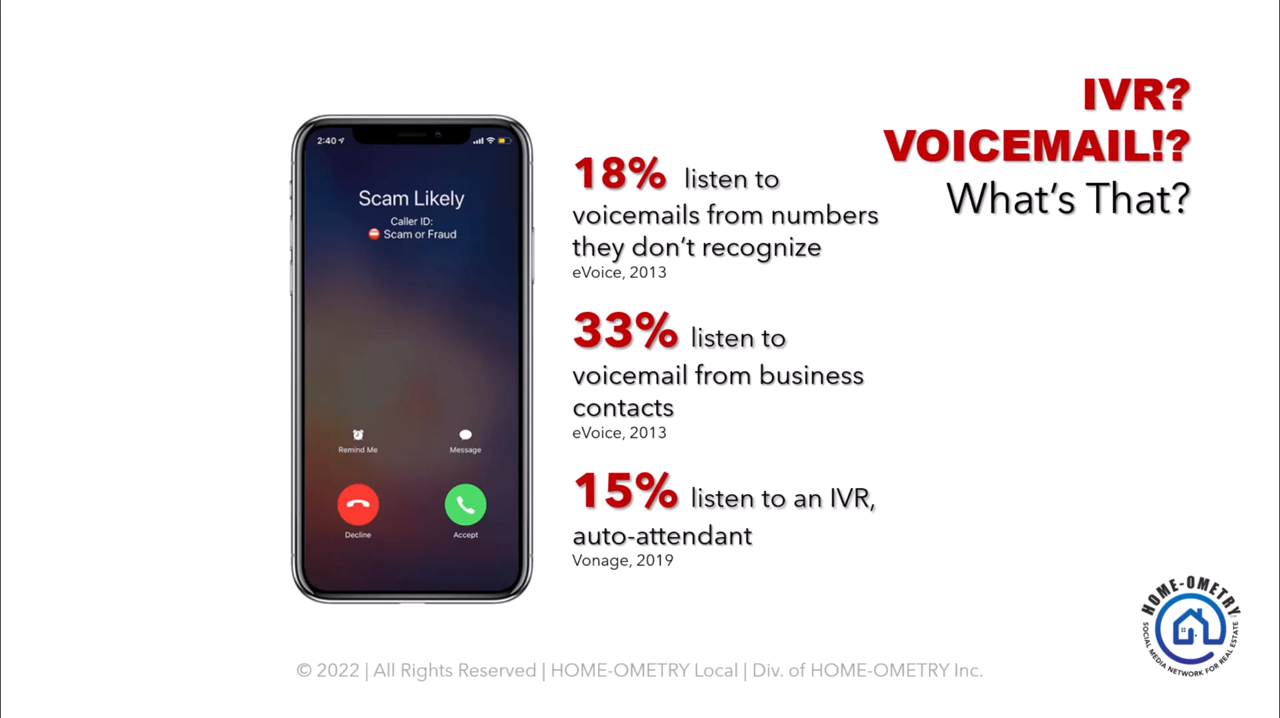 IVR?
VOICEMAIL!?
What's That?
2:40
Scam Likely
Caller ID:
Scam or Fraud
Remind Me
Message
Decline
Accept
18% listen to
voicemails from numbers
they don't recognize
eVoice, 2013
33% listen to
voicemail from business
contacts
eVoice, 2013
15% listen to an IVR,
auto-attendant
Vonage, 2019
HOME-OMETRY
SOCIAL MEDIA NETWORK FOR REAL ESTATE
© 2022 | All Rights Reserved | HOME-OMETRY Local | Div. of HOME-OMETRY Inc.